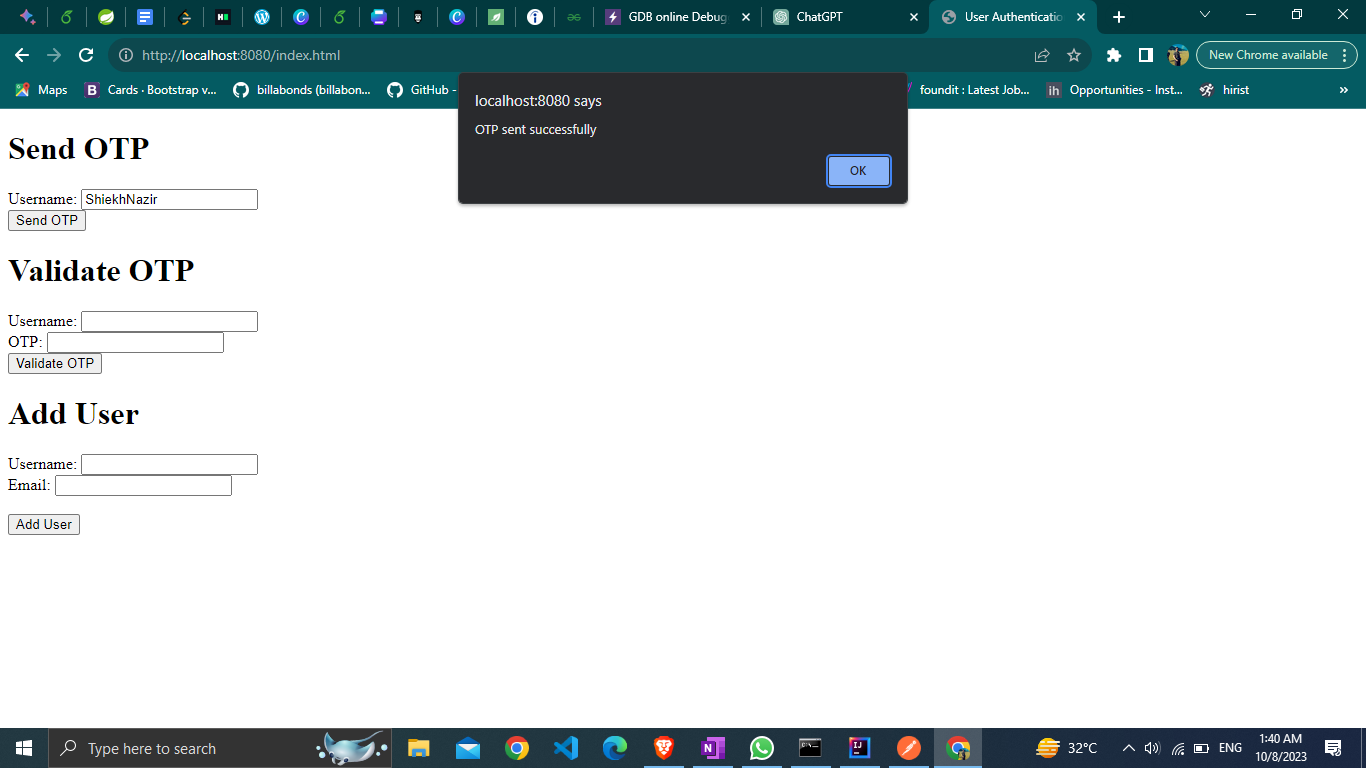 GDB online Debug
ChatGPT
User Authenticatio
http://localhost:8080/index.html
New Chrome available
Maps
Cards · Bootstrap v...
billabonds (billabon...
GitHub -
foundit : Latest Job...
ih
Opportunities - Inst...
hirist
»
localhost:8080 says
OTP sent successfully
OK
Send OTP
Username: ShiekhNazir
Send OTP
Validate OTP
Username:
OTP:
Validate OTP
Add User
Username:
Email:
Add User
Type here to search
32°C
ENG
1:40 AM
10/8/2023